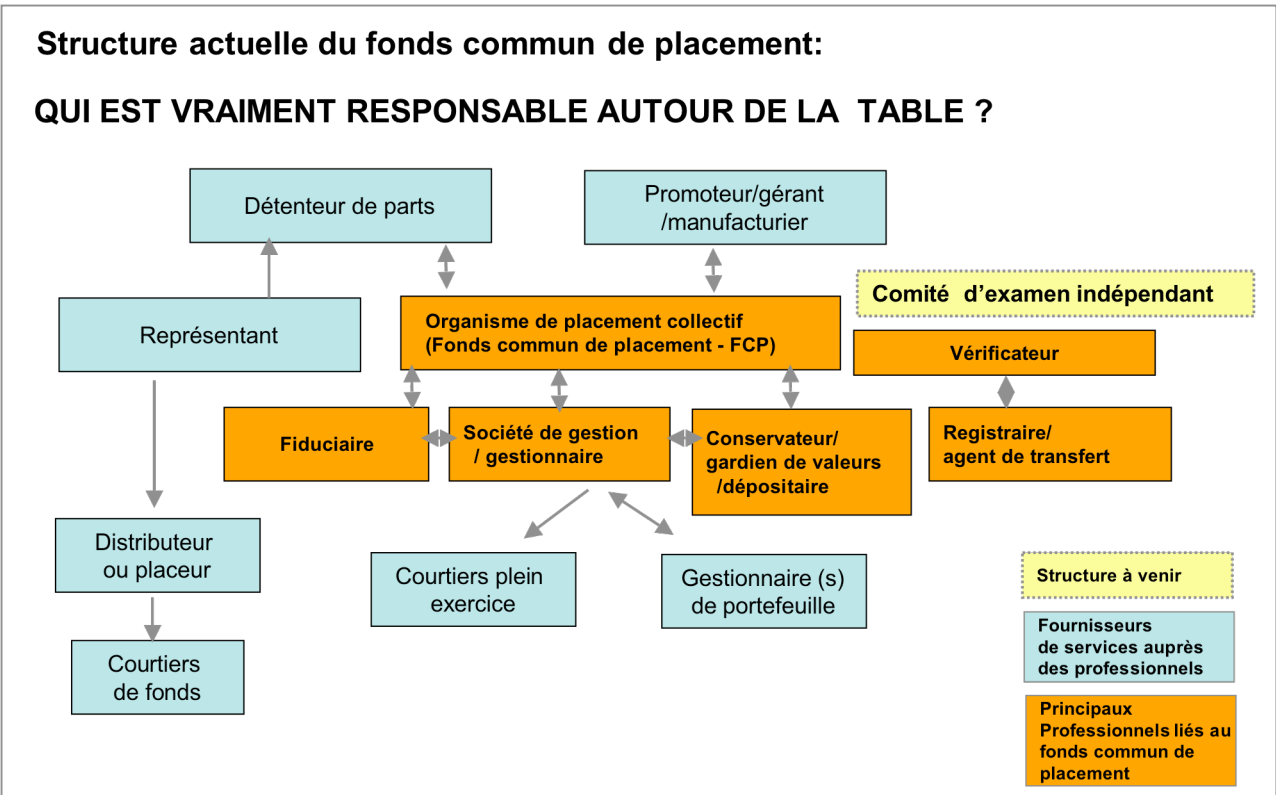 Structure actuelle du fonds commun de placement:
QUI EST VRAIMENT RESPONSABLE AUTOUR DE LA TABLE ?
Détenteur de parts
Promoteur/gérant
/manufacturier
Comité d’examen indépendant
Représentant
Organisme de placement collectif
(Fonds commun de placement - FCP)
Vérificateur
Fiduciaire
Société de gestion
/ gestionnaire
Conservateur/
gardien de valeurs
/dépositaire
Registraire/
agent de transfert
Distributeur
ou placeur
Courtiers plein
exercice
Gestionnaire (s)
de portefeuille
Courtiers
de fonds
Structure à venir
Fournisseurs
de services auprès
des professionnels
Principaux
Professionnels liés au
fonds commun de
placement